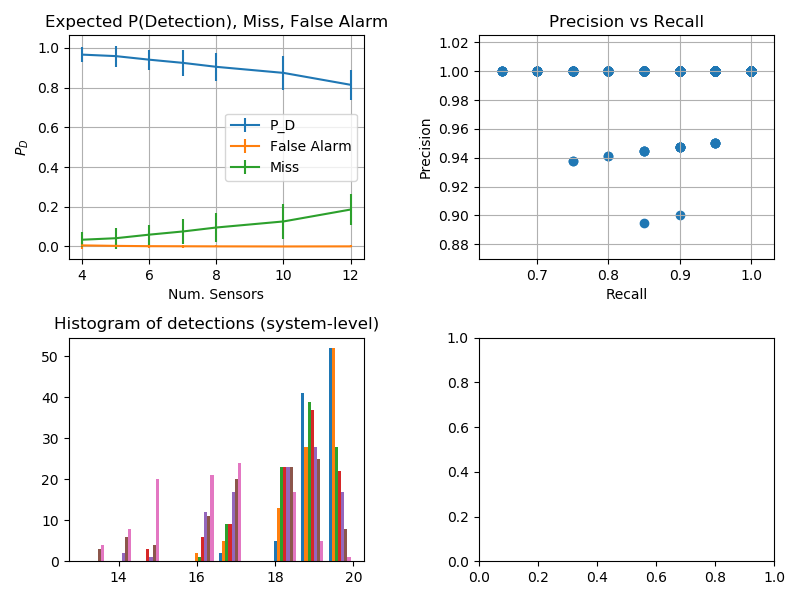 Expected P(Detection), Miss, False Alarm
1.0
0.8
0.6
0.4
0.2
0.0
P_D
P_D
False Alarm
Miss
4 6 8 10 12
Num. Sensors
Precision vs Recall
1.02
1.00
0.98
0.96
0.94
0.92
0.90
0.88
Precision
0.7 0.8 0.9 1.0
Recall
Histogram of detections (system-level)
50
40
30
20
10
0
14 16 18 20
1.0
0.8
0.6
0.4
0.2
0.0
0.0 0.2 0.4 0.6 0.8 1.0